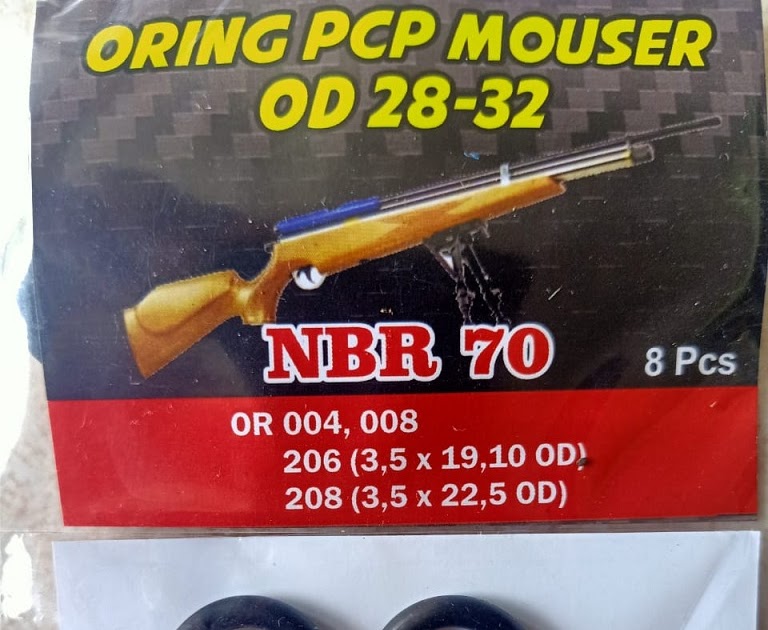 ORING PCP MOUSER
OD 28-32
NBR 70
8 Pcs
OR 004, 008
206 (3,5 x 19,10 OD)
208 (3,5 x 22,5 OD)